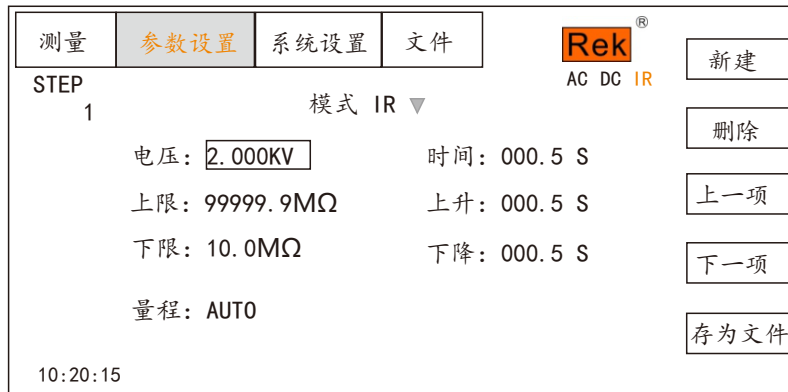 测量 参数设置 系统设置 文件 Rek ®
AC DC IR
STEP
1
模式 IR ▼
电压: 2.000KV 时间: 000.5 S
上限: 99999.9MΩ 上升: 000.5 S
下限: 10.0MΩ 下降: 000.5 S
量程: AUTO
10:20:15
新建
删除
上一项
下一项
存为文件